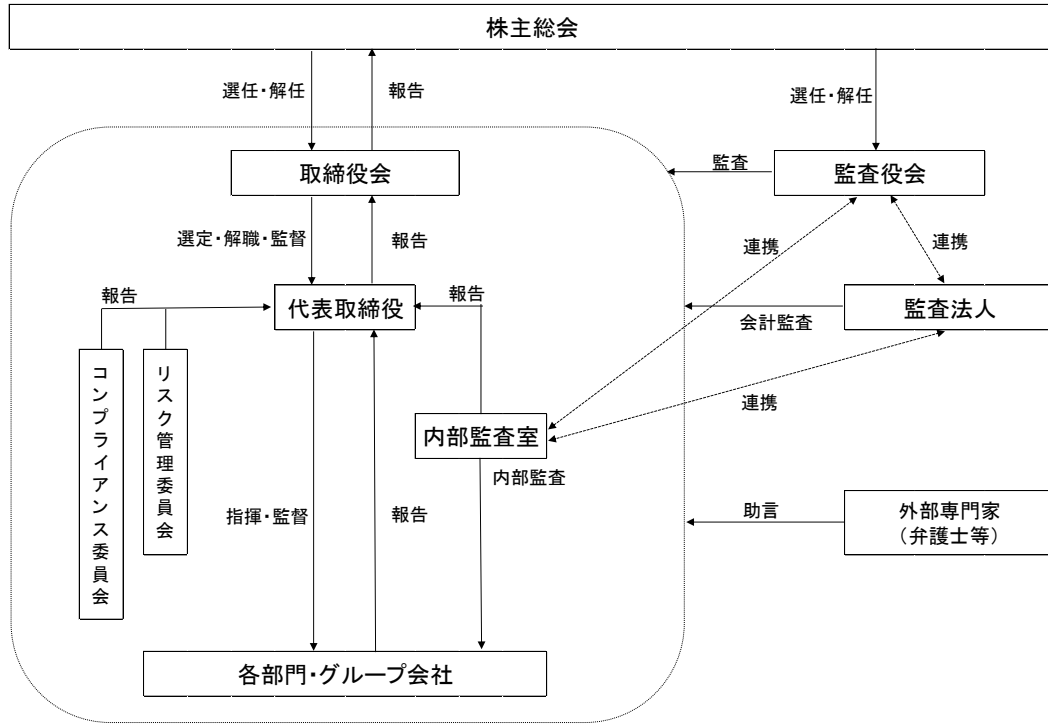 株主総会
選任・解任
報告
選任・解任
取締役会
監査
監査役会
選定・解職・監督
報告
連携
連携
報告
代表取締役
報告
会計監査
監査法人
コンプライアンス委員会
リスク管理委員会
連携
内部監査室
内部監査
指揮・監督
報告
助言
外部専門家
（弁護士等）
各部門・グループ会社